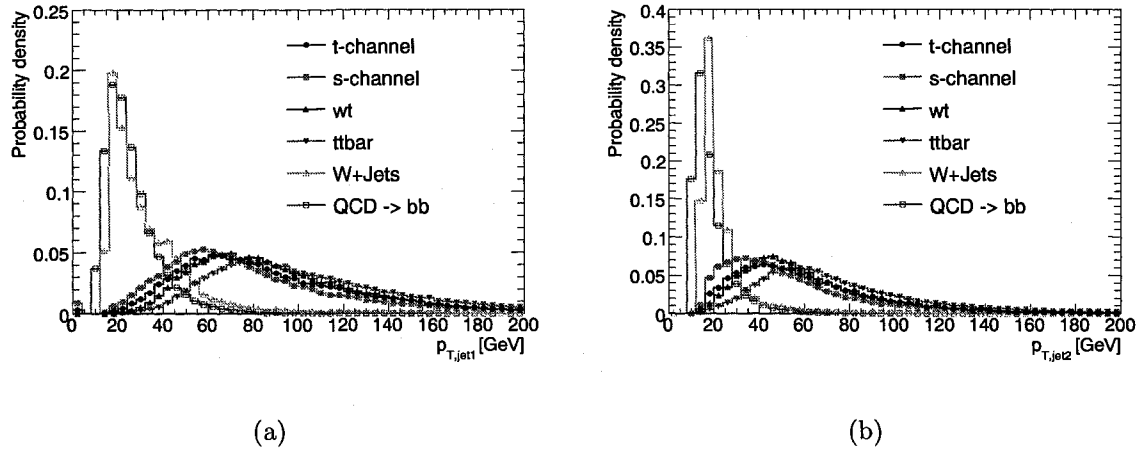 Probability density
0.25
0.2
0.15
0.1
0.05
0
0 20 40 60 80 100 120 140 160 180 200
p T,jet1 [GeV]
t-channel
s-channel
wt
ttbar
W+Jets
QCD -> bb
(a)
Probability density
0.4
0.35
0.3
0.25
0.2
0.15
0.1
0.05
0
0 20 40 60 80 100 120 140 160 180 200
p T,jet2 [GeV]
t-channel
s-channel
wt
ttbar
W+Jets
QCD -> bb
(b)